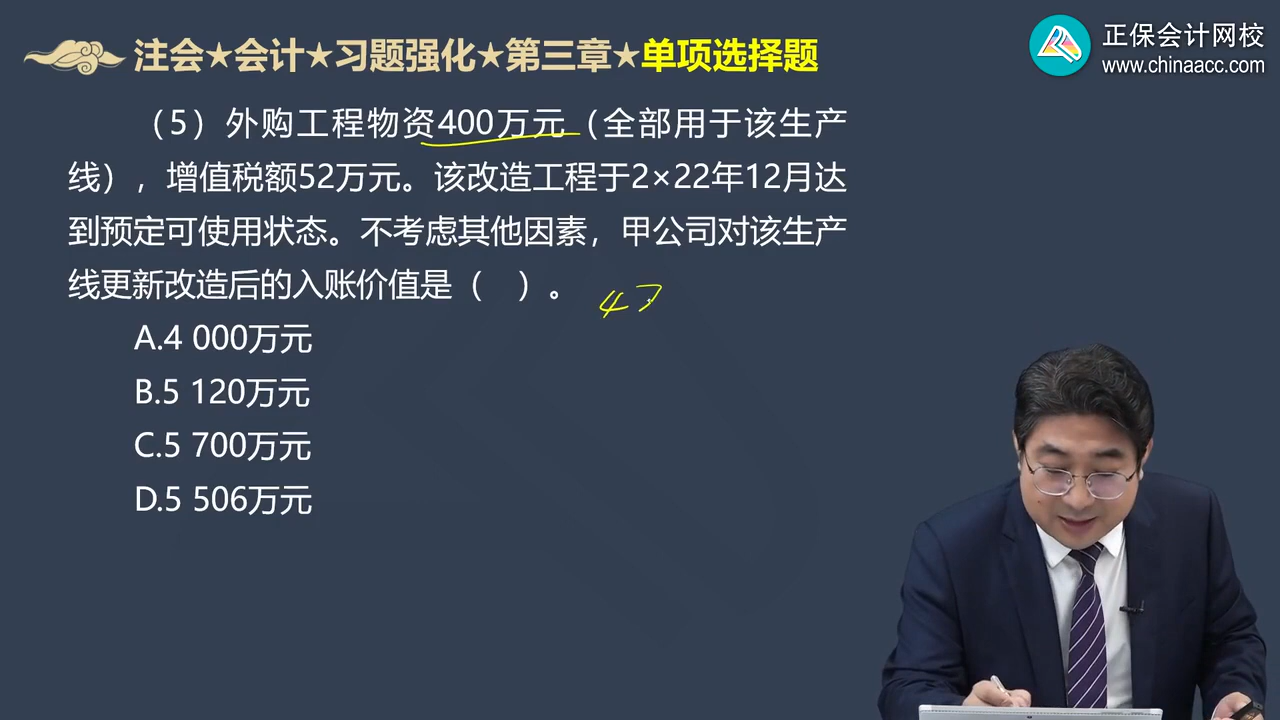 注会★会计★习题强化★第三章★单项选择题
正保会计网校
www.chinaacc.com
（5）外购工程物资400万元（全部用于该生产
线），增值税额52万元。该改造工程于2×22年12月达
到预定可使用状态。不考虑其他因素，甲公司对该生产
线更新改造后的入账价值是（ ）。
47
A.4 000万元
B.5 120万元
C.5 700万元
D.5 506万元